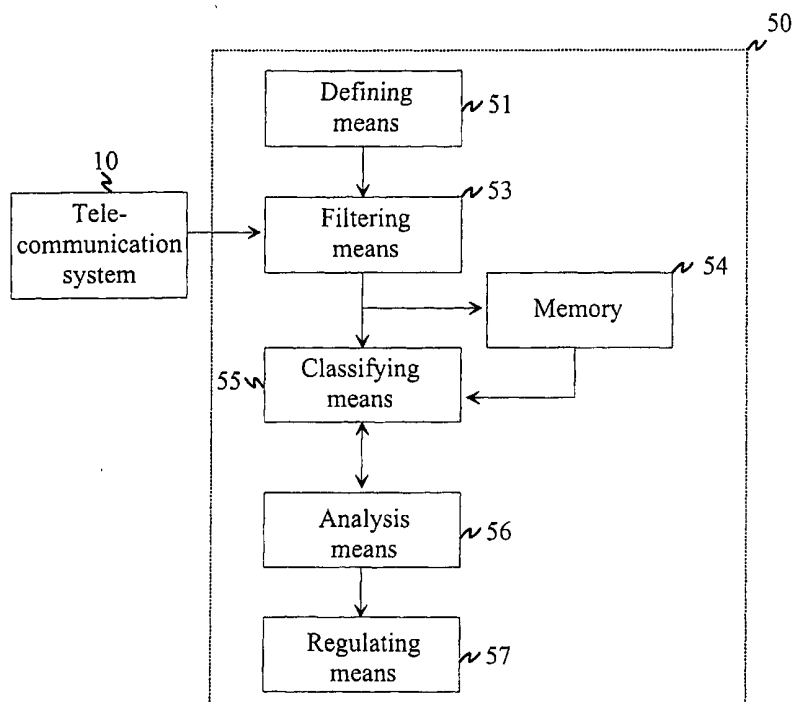 50
Defining
means
51
10
Tele-
communication
system
53
Filtering
means
54
Memory
55
Classifying
means
Analysis
means
56
Regulating
means
57